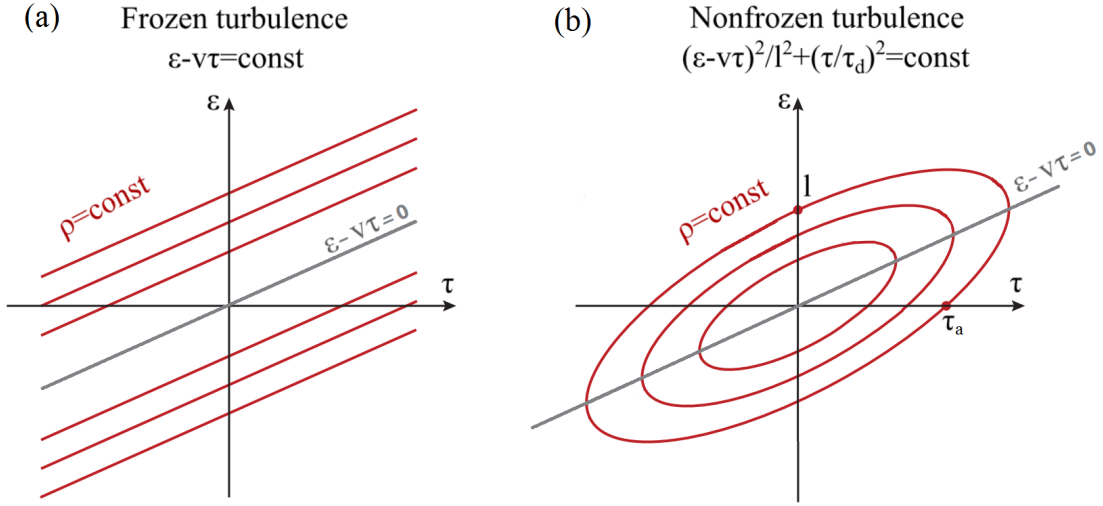 (a)
Frozen turbulence
ε-vτ=const
ε
ρ=const
ε-vτ=0
τ
(b)
Nonfrozen turbulence
(ε-vτ)²/l²+(τ/τd)²=const
ε
l
ρ=const
ε-vτ=0
τ
τa